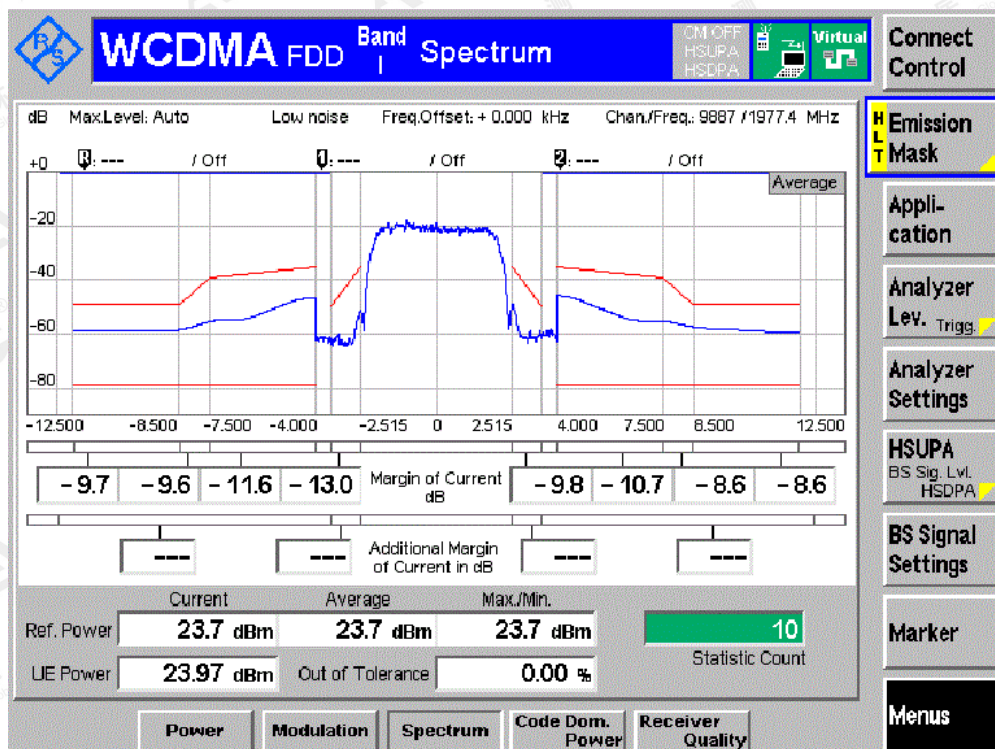 R S
WCDMA FDD Band I Spectrum
CM OFF
HSUPA
HSDPA
Virtual
Connect Control
dB Max.Level: Auto Low noise Freq.Offset: + 0.000 kHz Chan./Freq.: 9887 / 1977.4 MHz
HLT Emission Mask
R: --- / Off 1: --- / Off 2: --- / Off
+0
Average
-20
-40
-60
-80
-12.500 -8.500 -7.500 -4.000 -2.515 0 2.515 4.000 7.500 8.500 12.500
Appli-
cation
Analyzer
Lev. Trigg.
Analyzer
Settings
- 9.7 - 9.6 - 11.6 - 13.0 Margin of Current dB - 9.8 - 10.7 - 8.6 - 8.6
HSUPA
BS Sig. Lvl.
HSDPA
--- --- Additional Margin of Current in dB --- ---
BS Signal
Settings
Current Average Max./Min.
Ref. Power 23.7 dBm 23.7 dBm 23.7 dBm 10
Statistic Count
UE Power 23.97 dBm Out of Tolerance 0.00 %
Marker
Menus
Power Modulation Spectrum Code Dom. Power Receiver Quality